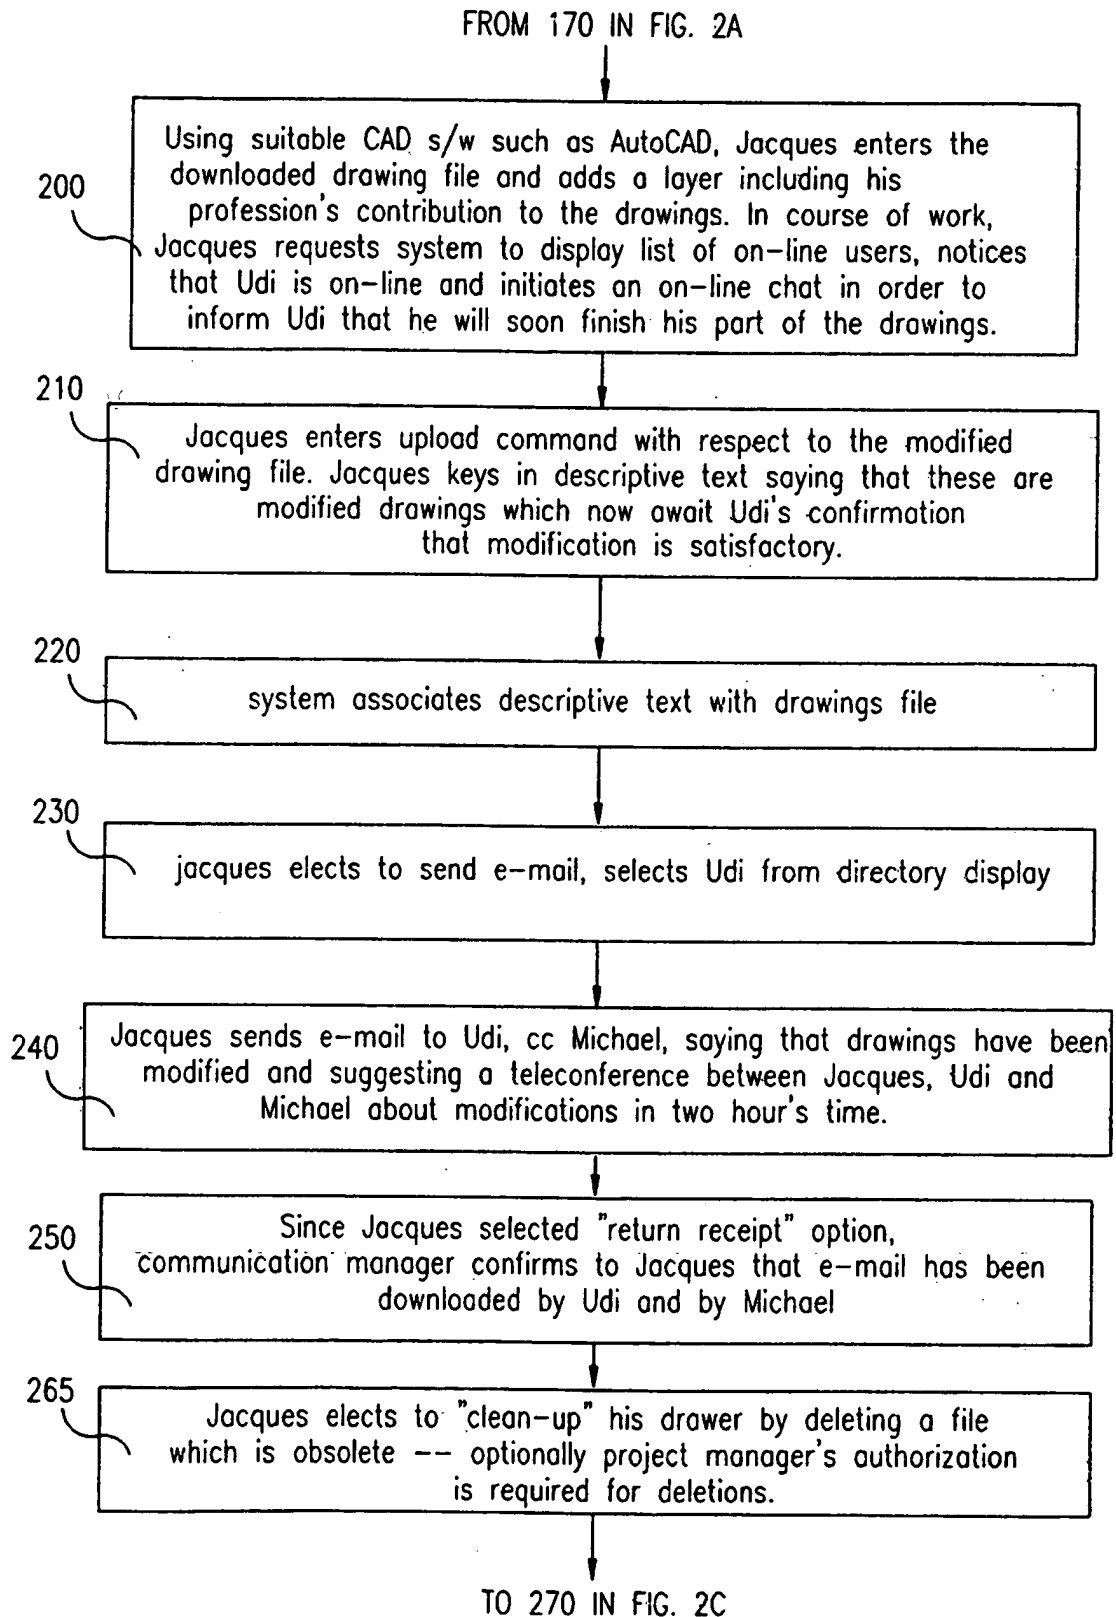 FROM 170 IN FIG. 2A
200
Using suitable CAD s/w such as AutoCAD, Jacques enters the
downloaded drawing file and adds a layer including his
profession's contribution to the drawings. In course of work,
Jacques requests system to display list of on-line users, notices
that Udi is on-line and initiates an on-line chat in order to
inform Udi that he will soon finish his part of the drawings.
210
Jacques enters upload command with respect to the modified
drawing file. Jacques keys in descriptive text saying that these are
modified drawings which now await Udi's confirmation
that modification is satisfactory.
220
system associates descriptive text with drawings file
230
jacques elects to send e-mail, selects Udi from directory display
240
Jacques sends e-mail to Udi, cc Michael, saying that drawings have been
modified and suggesting a teleconference between Jacques, Udi and
Michael about modifications in two hour's time.
250
Since Jacques selected "return receipt" option,
communication manager confirms to Jacques that e-mail has been
downloaded by Udi and by Michael
265
Jacques elects to "clean-up" his drawer by deleting a file
which is obsolete -- optionally project manager's authorization
is required for deletions.
TO 270 IN FIG. 2C